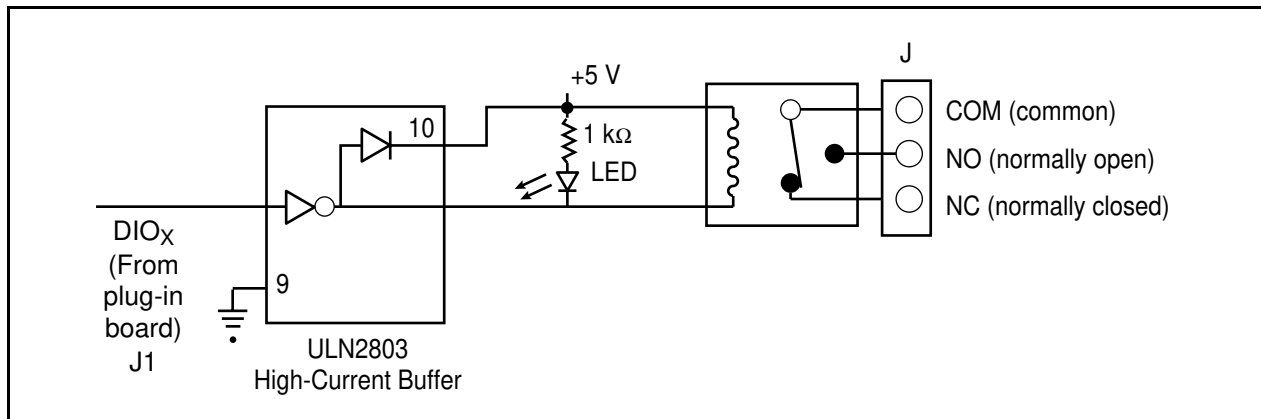 J
+5 V
10
1 kΩ
LED
COM (common)
NO (normally open)
NC (normally closed)
DIOX
(From
plug-in
board)
J1
9
ULN2803
High-Current Buffer